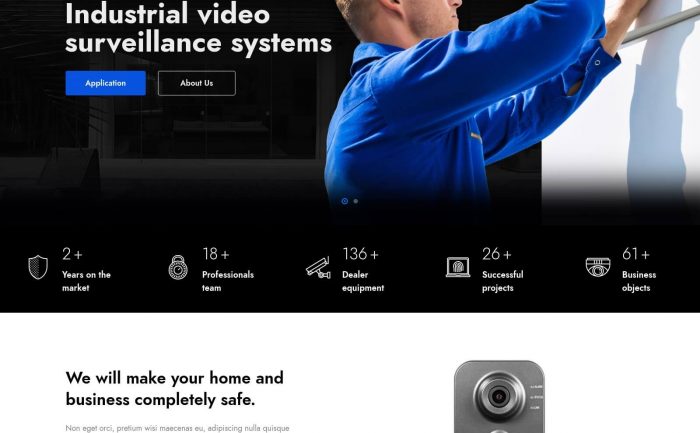 Industrial video
surveillance systems
Application
About Us
2+
Years on the
market
18+
Professionals
team
136+
Dealer
equipment
26+
Successful
projects
61+
Business
objects
We will make your home and
business completely safe.
Non eget orci, pretium wisi maecenas eu, adipiscing nulla quisque